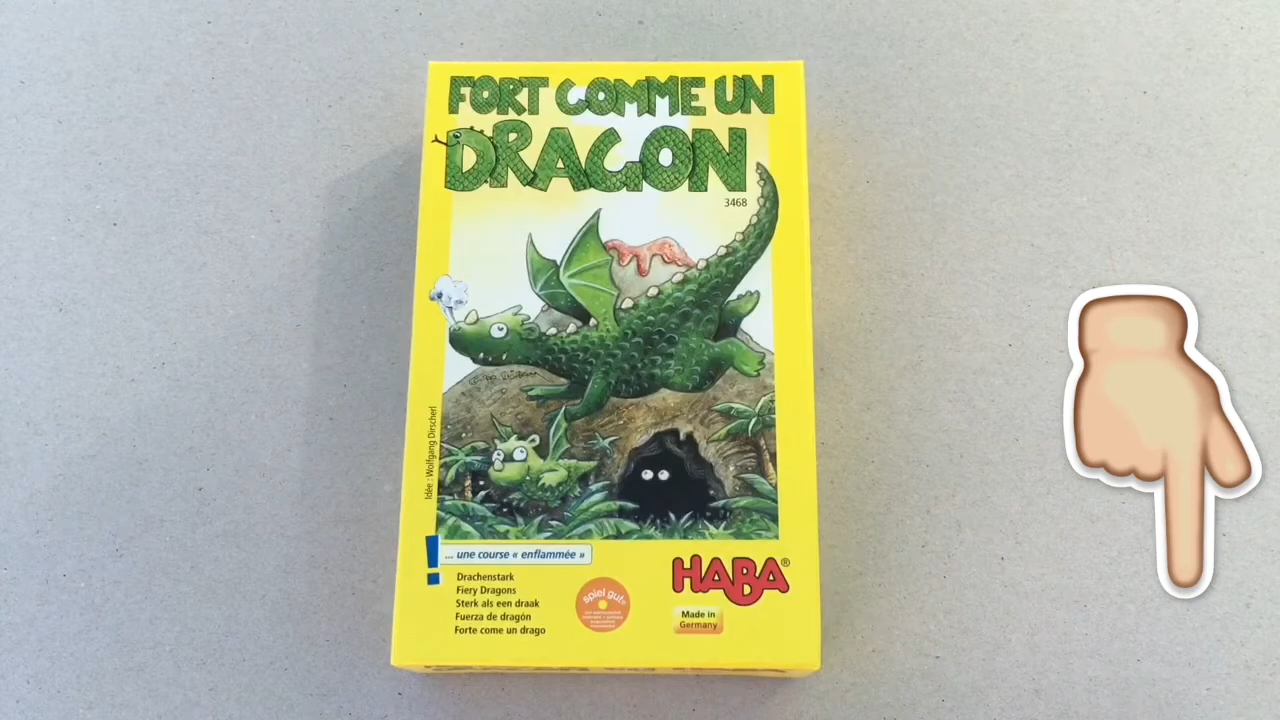 FORT COMME UN
DRAGON
3468
Idée : Wolfgang Dirscherl
! ... une course « enflammée »
Drachenstark
Fiery Dragons
Sterk als een draak
Fuerza de dragón
Forte come un drago
spiel gut®
HABA®
Made in
Germany